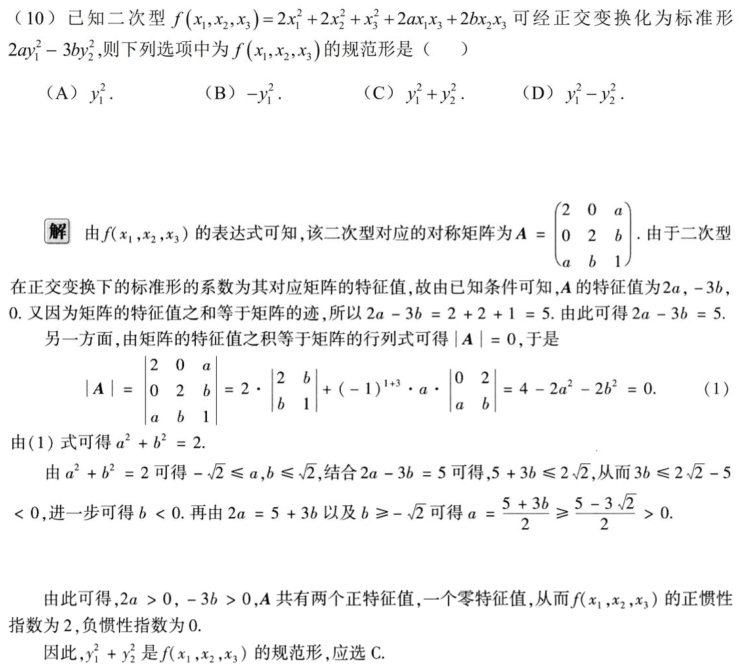 （10）已知二次型 f(x₁,x₂,x₃)=2x₁²+2x₂²+x₃²+2ax₁x₃+2bx₂x₃ 可经正交变换化为标准形
2ay₁²−3by₂²,则下列选项中为 f(x₁,x₂,x₃)的规范形是（　　）
（A）y₁².　（B）−y₁².　（C）y₁²+y₂².　（D）y₁²−y₂².
解 由f(x₁,x₂,x₃)的表达式可知,该二次型对应的对称矩阵为A = (2 0 a; 0 2 b; a b 1). 由于二次型
在正交变换下的标准形的系数为其对应矩阵的特征值,故由已知条件可知,A 的特征值为2a, −3b,
0. 又因为矩阵的特征值之和等于矩阵的迹,所以 2a − 3b = 2 + 2 + 1 = 5. 由此可得 2a − 3b = 5.
另一方面,由矩阵的特征值之积等于矩阵的行列式可得 | A | = 0,于是
| A | = |2 0 a; 0 2 b; a b 1| = 2 · |2 b; b 1| + (−1)¹⁺³ · a · |0 2; a b| = 4 − 2a² − 2b² = 0.　(1)
由(1) 式可得 a² + b² = 2.
由 a² + b² = 2 可得 −√2 ≤ a,b ≤ √2,结合 2a − 3b = 5 可得,5 + 3b ≤ 2√2,从而 3b ≤ 2√2 − 5
< 0,进一步可得 b < 0. 再由 2a = 5 + 3b 以及 b ≥ −√2 可得 a = (5 + 3b)/2 ≥ (5 − 3√2)/2 > 0.
由此可得,2a > 0, −3b > 0,A 共有两个正特征值,一个零特征值,从而f(x₁,x₂,x₃) 的正惯性
指数为 2,负惯性指数为 0.
因此,y₁² + y₂² 是f(x₁,x₂,x₃) 的规范形,应选 C.